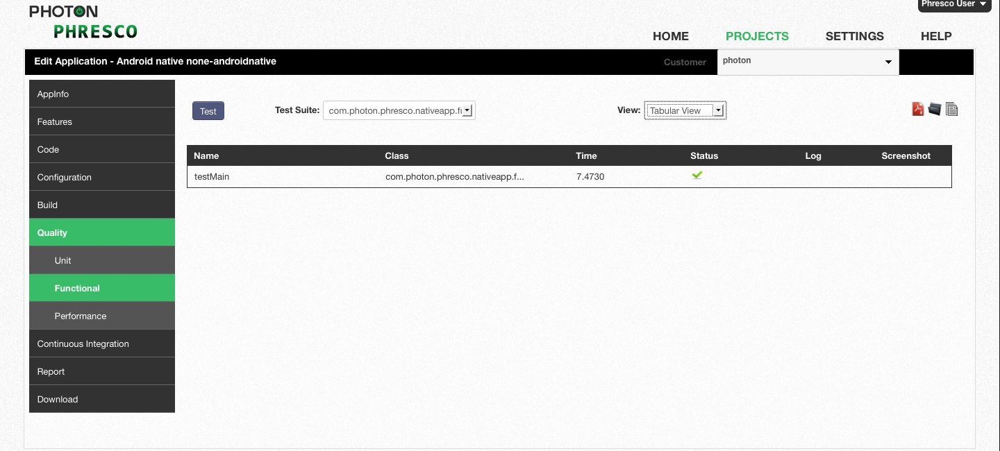 PHOTON
PHRESCO
Phresco User
HOME PROJECTS SETTINGS HELP
Edit Application - Android native none-androidnative Customer photon
AppInfo
Features
Code
Configuration
Build
Quality
Unit
Functional
Performance
Continuous Integration
Report
Download
Test Test Suite: com.photon.phresco.nativeapp.fu View: Tabular View
Name Class Time Status Log Screenshot
testMain com.photon.phresco.nativeapp.f... 7.4730